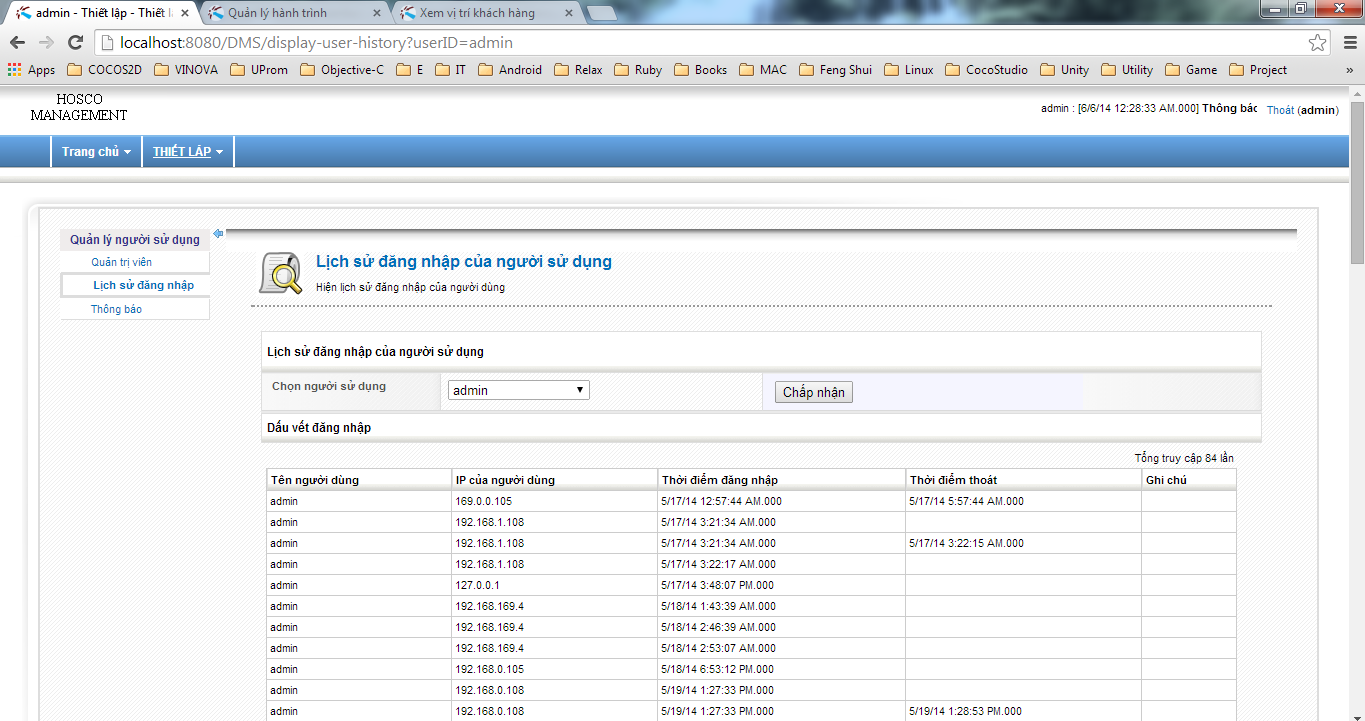 admin - Thiết lập - Thiết l
Quản lý hành trình
Xem vị trí khách hàng
localhost:8080/DMS/display-user-history?userID=admin
Apps COCOS2D VINOVA UProm Objective-C E IT Android Relax Ruby Books MAC Feng Shui Linux CocoStudio Unity Utility Game Project »
HOSCO
MANAGEMENT
admin : [6/6/14 12:28:33 AM.000] Thông báo Thoát (admin)
Trang chủ THIẾT LẬP
Quản lý người sử dụng
Quản trị viên
Lịch sử đăng nhập
Thông báo
Lịch sử đăng nhập của người sử dụng
Hiện lịch sử đăng nhập của người dùng
Lịch sử đăng nhập của người sử dụng
Chọn người sử dụng admin Chấp nhận
Dấu vết đăng nhập
Tổng truy cập 84 lần
Tên người dùng IP của người dùng Thời điểm đăng nhập Thời điểm thoát Ghi chú
admin 169.0.0.105 5/17/14 12:57:44 AM.000 5/17/14 5:57:44 AM.000
admin 192.168.1.108 5/17/14 3:21:34 AM.000
admin 192.168.1.108 5/17/14 3:21:34 AM.000 5/17/14 3:22:15 AM.000
admin 192.168.1.108 5/17/14 3:22:17 AM.000
admin 127.0.0.1 5/17/14 3:48:07 PM.000
admin 192.168.169.4 5/18/14 1:43:39 AM.000
admin 192.168.169.4 5/18/14 2:46:39 AM.000
admin 192.168.169.4 5/18/14 2:53:07 AM.000
admin 192.168.0.105 5/18/14 6:53:12 PM.000
admin 192.168.0.108 5/19/14 1:27:33 PM.000
admin 192.168.0.108 5/19/14 1:27:33 PM.000 5/19/14 1:28:53 PM.000